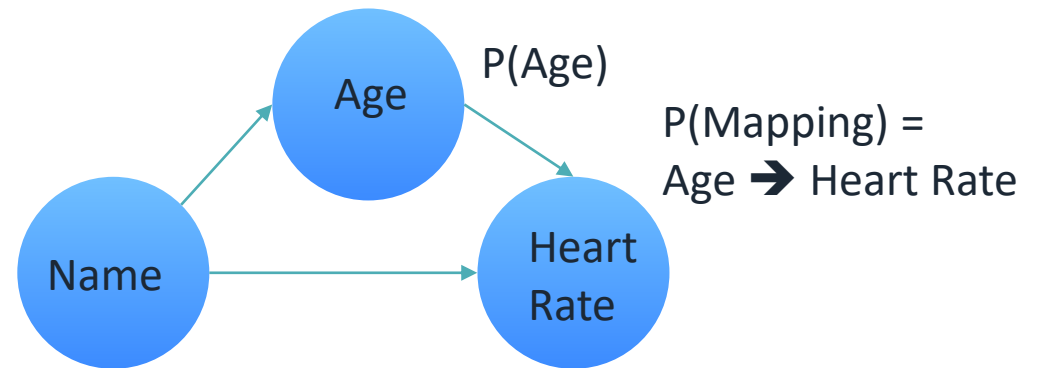 Age
P(Age)
P(Mapping) =
Age ➔ Heart Rate
Name
Heart
Rate